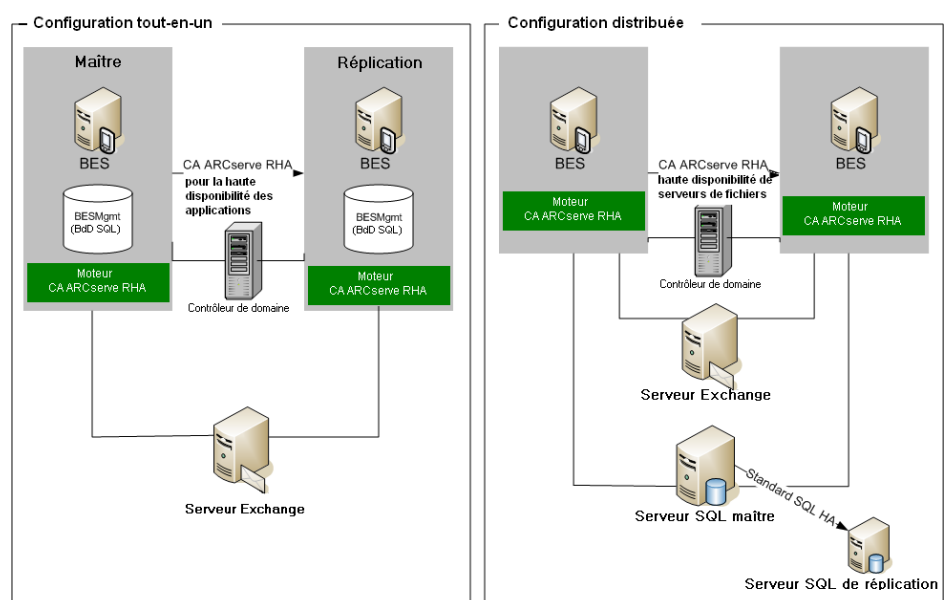 Configuration tout-en-un
Maître
Réplication
BES
BES
CA ARCserve RHA
pour la haute
disponibilité des
applications
BESMgmt
(BdD SQL)
BESMgmt
(BdD SQL)
Moteur
CA ARCserve RHA
Moteur
CA ARCserve RHA
Contrôleur de domaine
Serveur Exchange
Configuration distribuée
BES
BES
CA ARCserve RHA
haute disponibilité de
serveurs de fichiers
Moteur
CA ARCserve RHA
Moteur
CA ARCserve RHA
Contrôleur de domaine
Serveur Exchange
Serveur SQL maître
Standard SQL HA
Serveur SQL de réplication